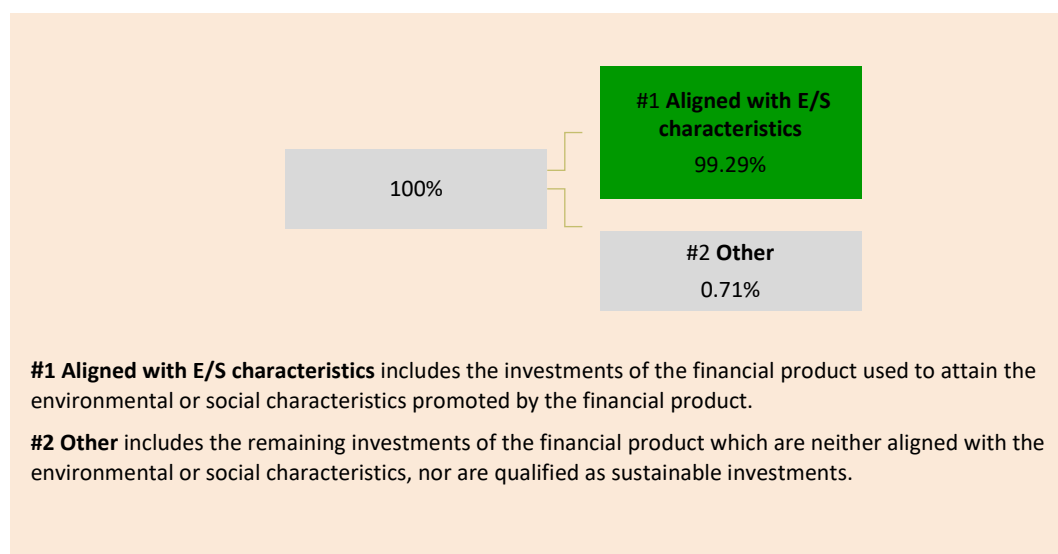 #1 Aligned with E/S
characteristics
99.29%
100%
#2 Other
0.71%
#1 Aligned with E/S characteristics includes the investments of the financial product used to attain the
environmental or social characteristics promoted by the financial product.
#2 Other includes the remaining investments of the financial product which are neither aligned with the
environmental or social characteristics, nor are qualified as sustainable investments.